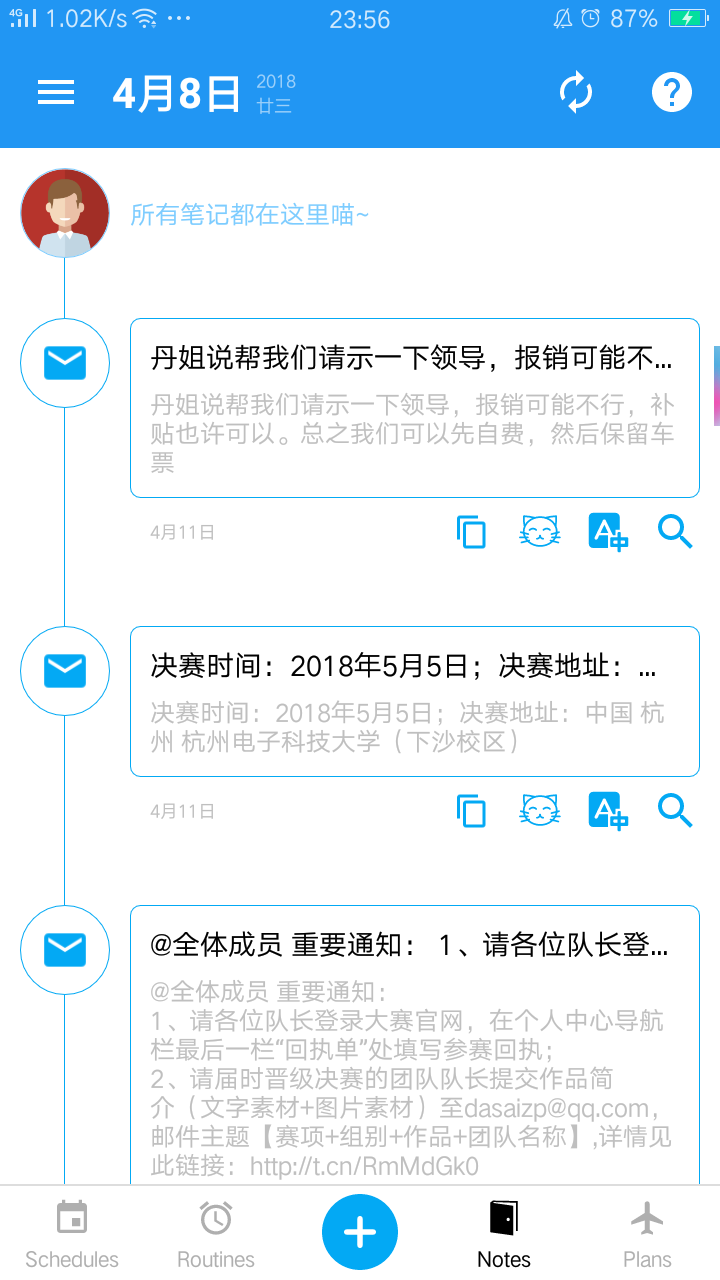 4G 1.02K/s ··· 23:56 87%
4月8日 2018
廿三
所有笔记都在这里喵~
丹姐说帮我们请示一下领导，报销可能不...
丹姐说帮我们请示一下领导，报销可能不行，补
贴也许可以。总之我们可以先自费，然后保留车
票
4月11日
A中
决赛时间：2018年5月5日；决赛地址：...
决赛时间：2018年5月5日；决赛地址：中国 杭
州 杭州电子科技大学（下沙校区）
4月11日
A中
@全体成员 重要通知： 1、请各位队长登...
@全体成员 重要通知：
1、请各位队长登录大赛官网，在个人中心导航
栏最后一栏“回执单”处填写参赛回执；
2、请届时晋级决赛的团队队长提交作品简
介（文字素材+图片素材）至dasaizp@qq.com，
邮件主题【赛项+组别+作品+团队名称】,详情见
此链接：http://t.cn/RmMdGk0
Schedules Routines Notes Plans